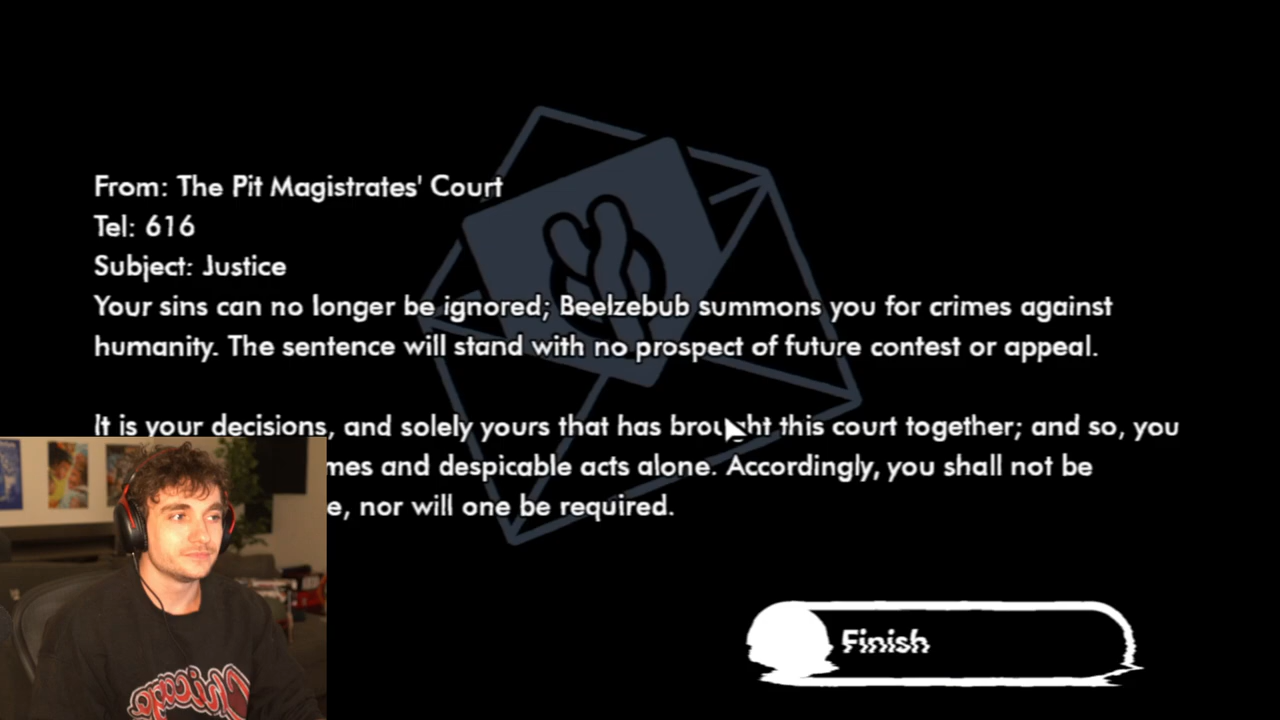 From: The Pit Magistrates' Court
Tel: 616
Subject: Justice
Your sins can no longer be ignored; Beelzebub summons you for crimes against
humanity. The sentence will stand with no prospect of future contest or appeal.
It is your decisions, and solely yours that has brought this court together; and so, you
and despicable acts alone. Accordingly, you shall not be
nor will one be required.
Finish
Chicago